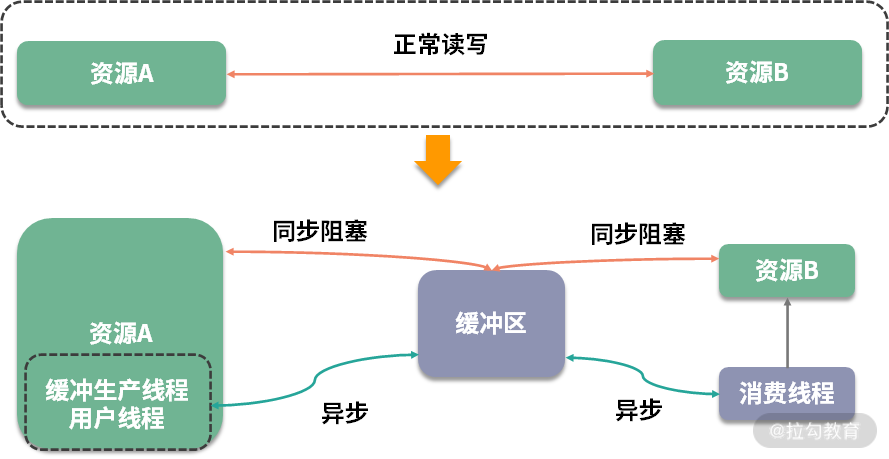 正常读写
资源A
资源B
同步阻塞
同步阻塞
资源B
缓冲区
资源A
缓冲生产线程
用户线程
异步
异步
消费线程
@拉勾教育